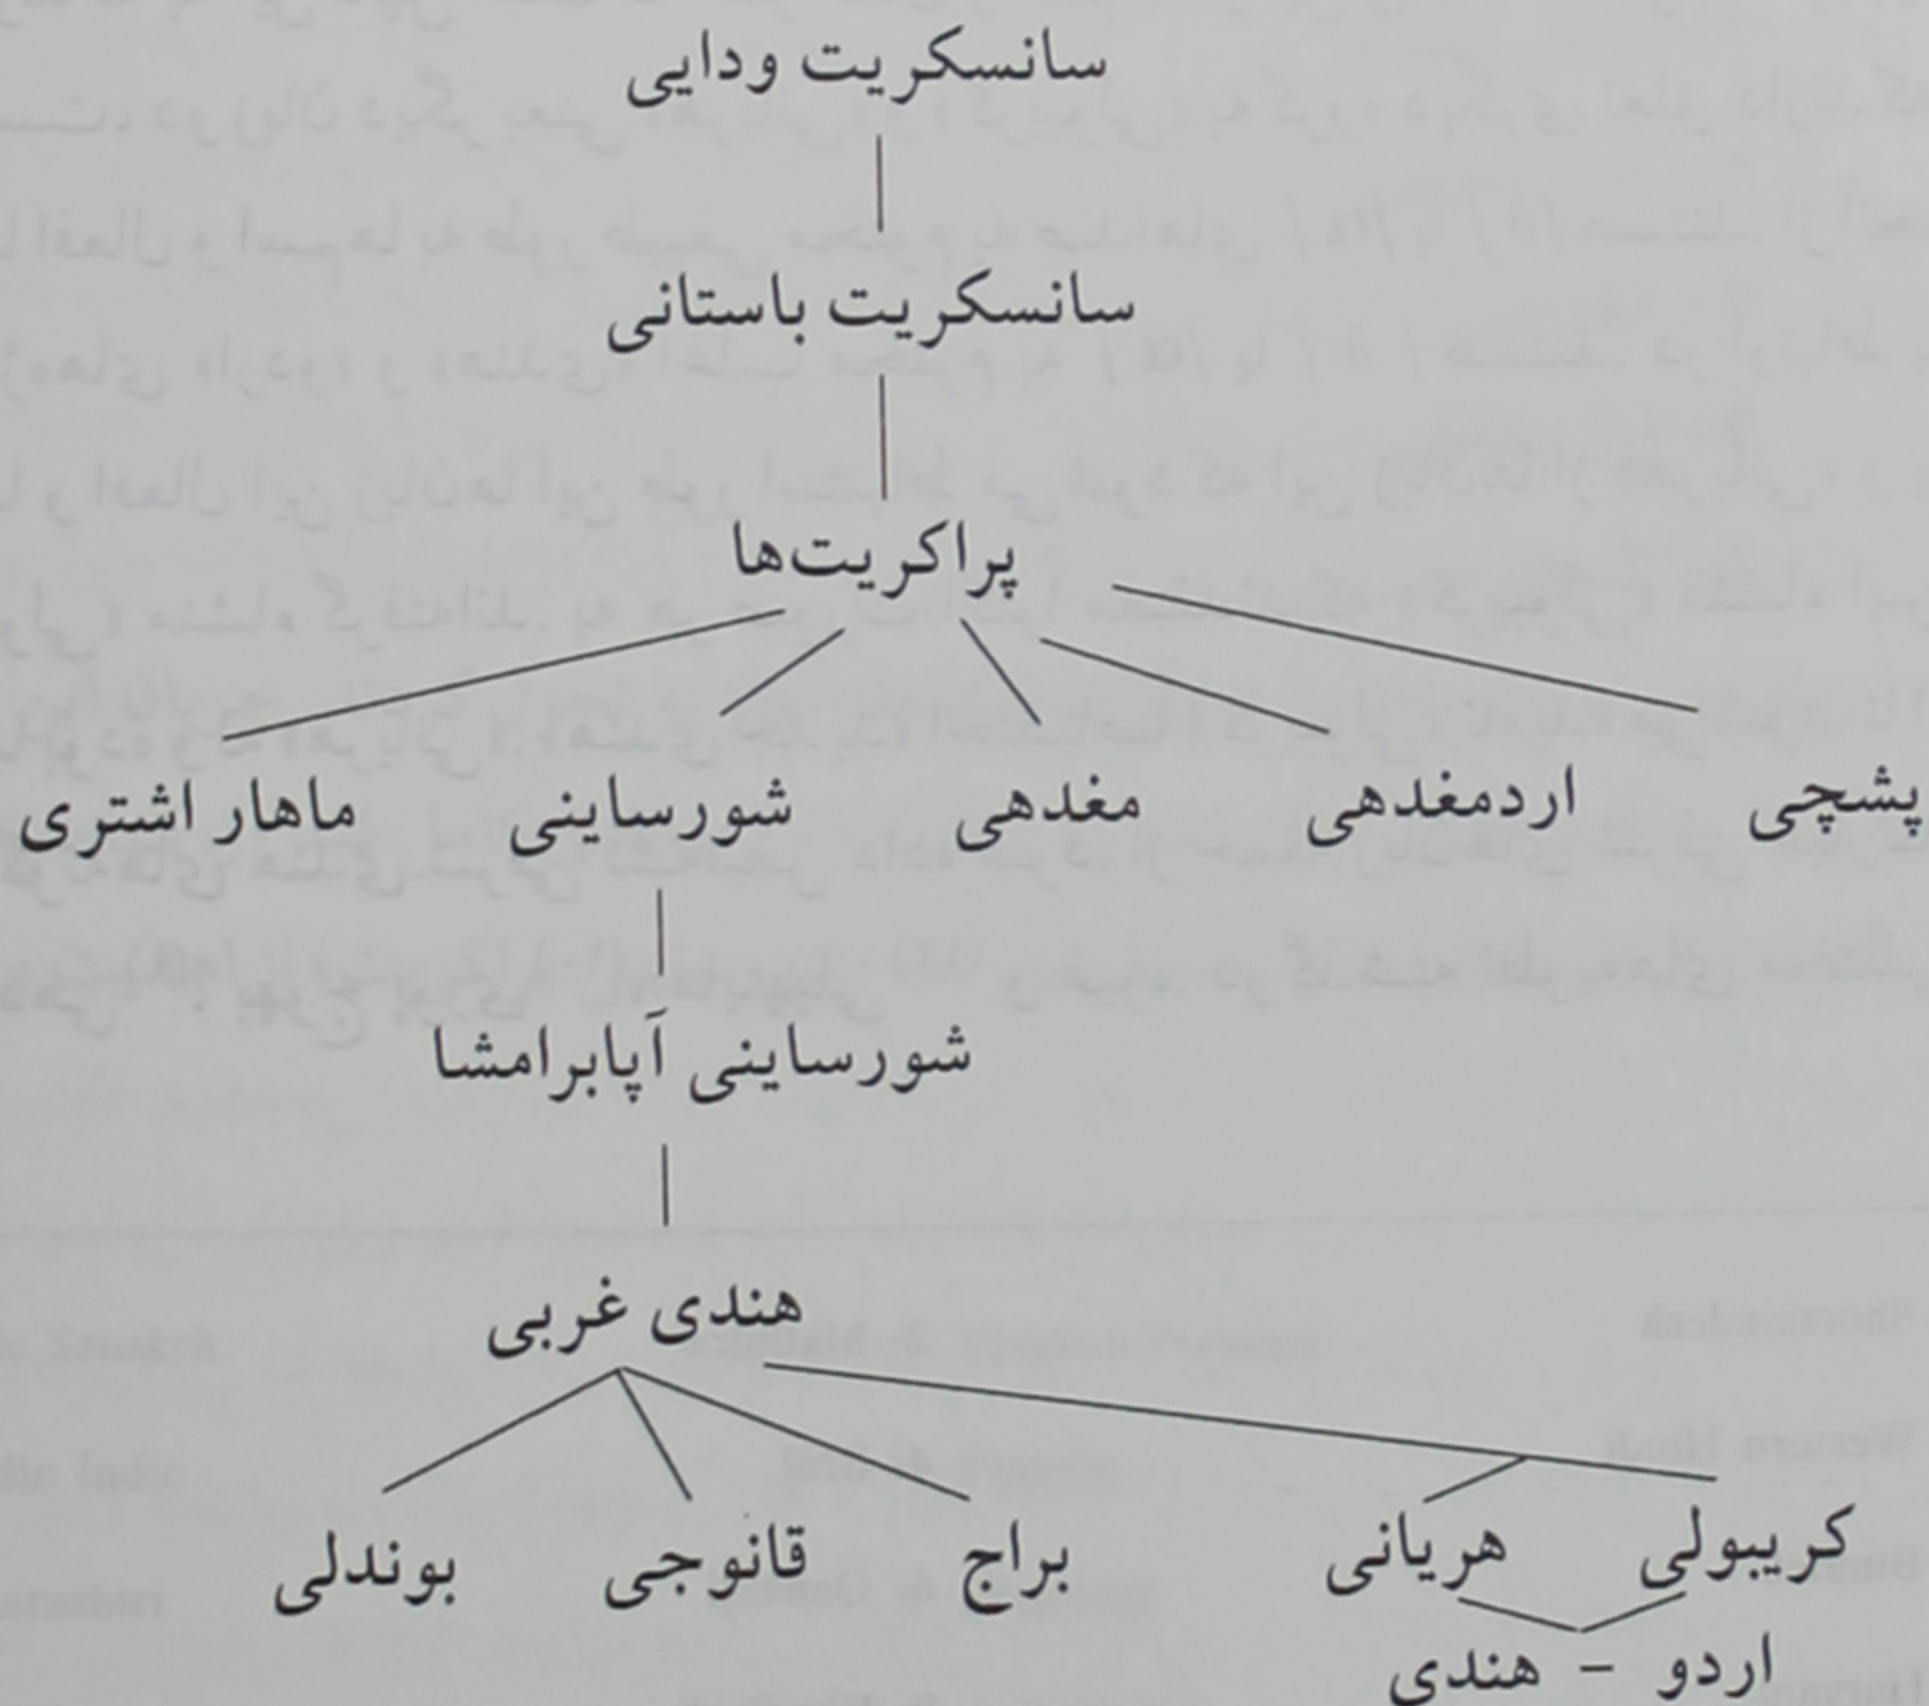 سانسکریت ودایی
سانسکریت باستانی
پراکریت‌ها
پشچی اردمغدهی مغدهی شورساینی ماهار اشتری
شورساینی آپابرامشا
هندی غربی
کریبولی هریانی براج قانوجی بوندلی
اردو - هندی